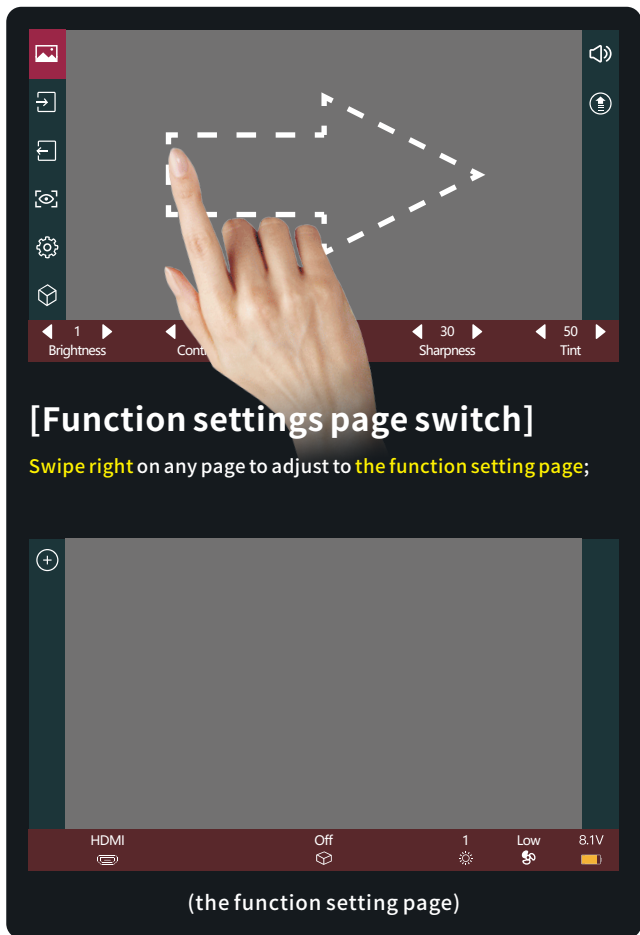 1
30
50
Brightness
Sharpness
Tint
[Function settings page switch]
Swipe right on any page to adjust to the function setting page;
HDMI
Off
1
Low
8.1V
(the function setting page)